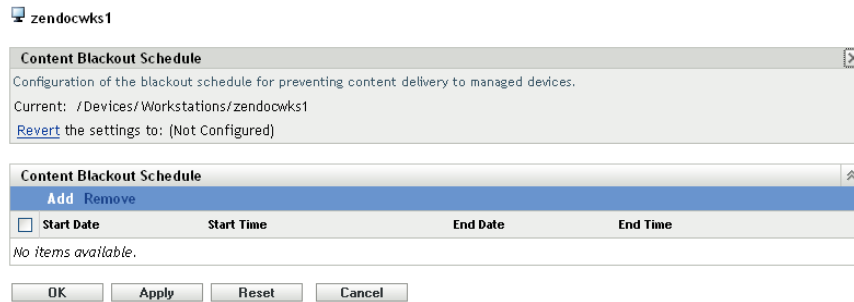 zendocwks1
Content Blackout Schedule
Configuration of the blackout schedule for preventing content delivery to managed devices.
Current: /Devices/Workstations/zendocwks1
Revert the settings to: (Not Configured)
Content Blackout Schedule
Add Remove
Start Date Start Time End Date End Time
No items available.
OK Apply Reset Cancel